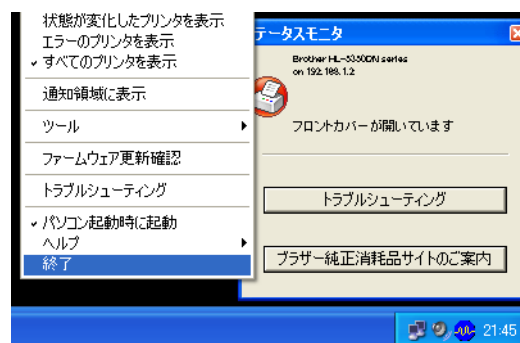 状態が変化したプリンタを表示
エラーのプリンタを表示
すべてのプリンタを表示
通知領域に表示
ツール
ファームウェア更新確認
トラブルシューティング
パソコン起動時に起動
ヘルプ
終了
テータスモニタ
Brother HL-5350DN series
on 192.168.1.2
フロントカバーが開いています
トラブルシューティング
ブラザー純正消耗品サイトのご案内
21:45